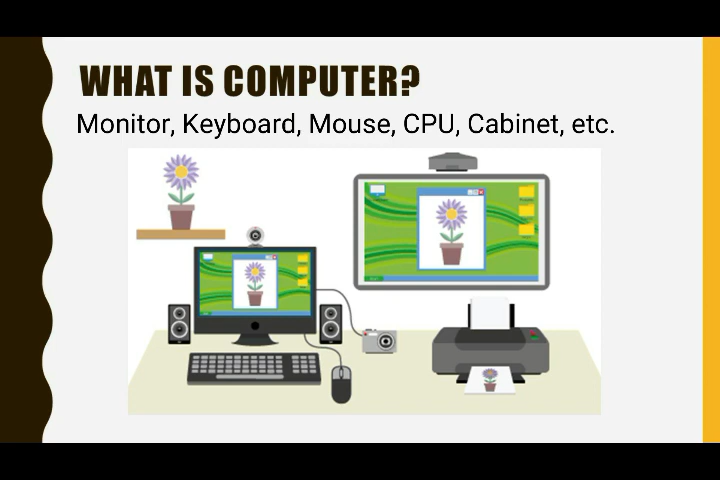 WHAT IS COMPUTER?
Monitor, Keyboard, Mouse, CPU, Cabinet, etc.